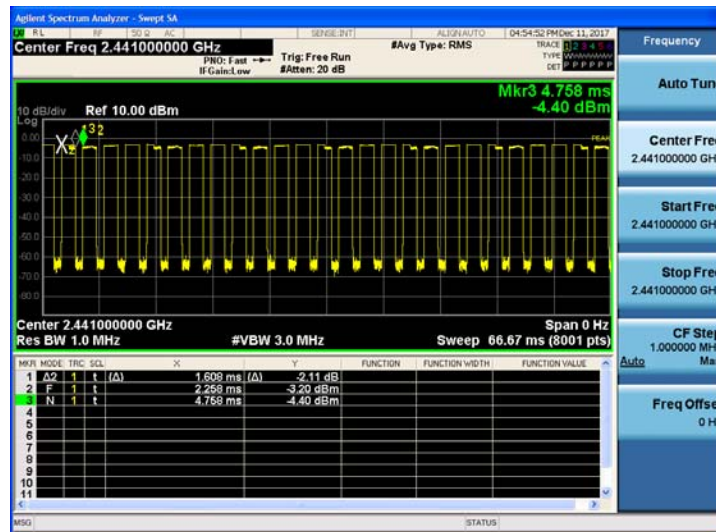 Agilent Spectrum Analyzer - Swept SA
RL RF 50 Ω AC SENSE:INT ALIGN AUTO 04:54:52 PM Dec 11, 2017
Center Freq 2.441000000 GHz
PNO: Fast
IFGain:Low
Trig: Free Run
#Atten: 20 dB
#Avg Type: RMS
TRACE 1 2 3 4 5 6
TYPE W
DET P P P P P P
Mkr3 4.758 ms
-4.40 dBm
10 dB/div Ref 10.00 dBm
Log
0.00
-10.0
-20.0
-30.0
-40.0
-50.0
-60.0
-70.0
-80.0
X 2 1 3 2
PEAK
Center 2.441000000 GHz Span 0 Hz
Res BW 1.0 MHz #VBW 3.0 MHz Sweep 66.67 ms (8001 pts)
MKR MODE TRC SCL X Y FUNCTION FUNCTION WIDTH FUNCTION VALUE
1 Δ2 1 t (Δ) 1.608 ms (Δ) -2.11 dB
2 F 1 t 2.258 ms -3.20 dBm
3 N 1 t 4.758 ms -4.40 dBm
4
5
6
7
8
9
10
11
MSG STATUS
Frequency
Auto Tun
Center Fre
2.441000000 GH
Start Fre
2.441000000 GH
Stop Fre
2.441000000 GH
CF Step
1.000000 MH
Auto Ma
Freq Offse
0 H